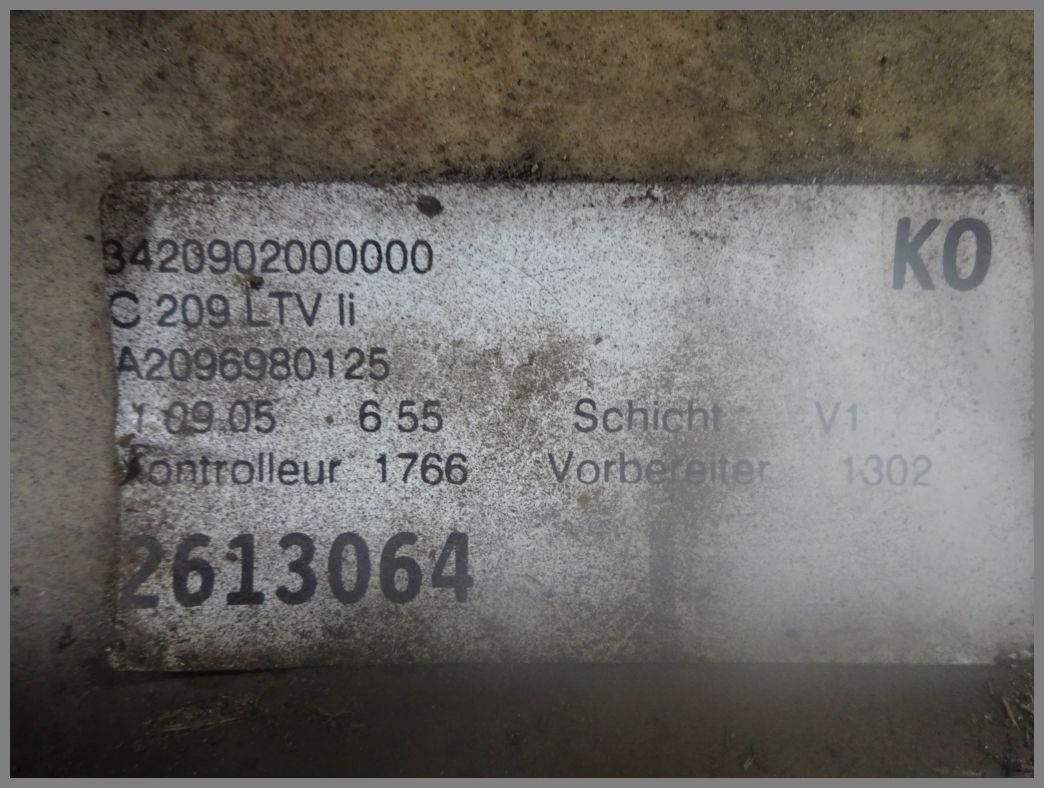 KO
3420902000000
C 209 LTV li
A2096980125
1 09 05 6 55 Schicht V1
Kontrolleur 1766 Vorbereiter 1302
2613064